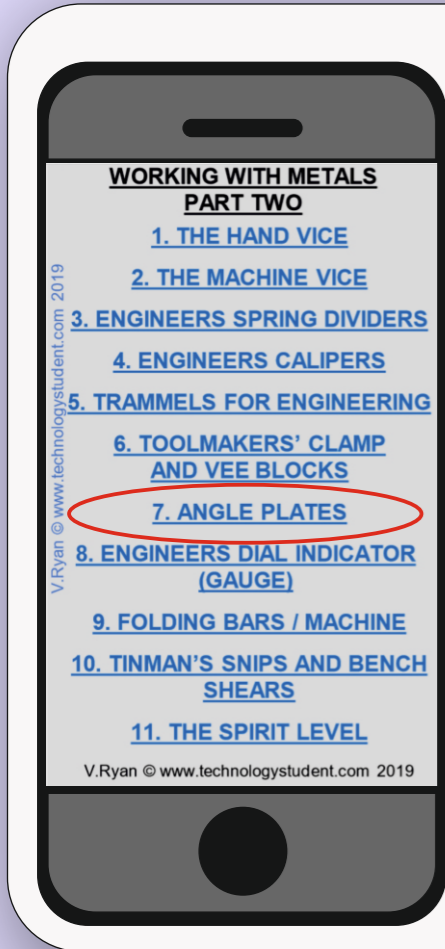 WORKING WITH METALS
PART TWO
1. THE HAND VICE
2. THE MACHINE VICE
3. ENGINEERS SPRING DIVIDERS
4. ENGINEERS CALIPERS
5. TRAMMELS FOR ENGINEERING
6. TOOLMAKERS' CLAMP
AND VEE BLOCKS
7. ANGLE PLATES
8. ENGINEERS DIAL INDICATOR
(GAUGE)
9. FOLDING BARS / MACHINE
10. TINMAN'S SNIPS AND BENCH
SHEARS
11. THE SPIRIT LEVEL
V.Ryan © www.technologystudent.com 2019
V.Ryan © www.technologystudent.com 2019